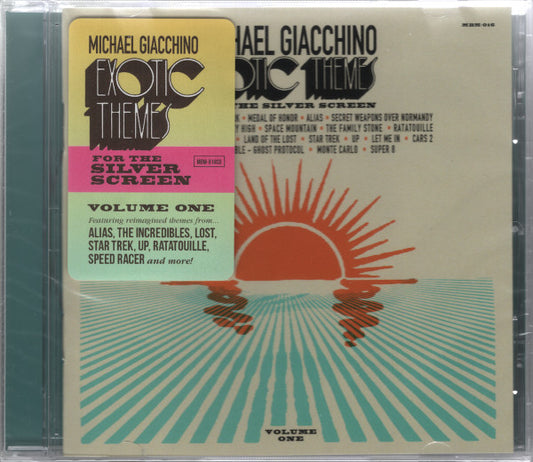 MICHAEL GIACCHINO
EXOTIC
THEMES
FOR THE
SILVER
SCREEN
VOLUME ONE
Featuring reimagined themes from...
ALIAS, THE INCREDIBLES, LOST,
STAR TREK, UP, RATATOUILLE,
SPEED RACER and more!
MBM-016
HAEL GIACCHINO
OTIC THEMES
THE SILVER SCREEN
K • MEDAL OF HONOR • ALIAS • SECRET WEAPONS OVER NORMANDY
Y HIGH • SPACE MOUNTAIN • THE FAMILY STONE • RATATOUILLE
• LAND OF THE LOST • STAR TREK • UP • LET ME IN • CARS 2
BLE – GHOST PROTOCOL • MONTE CARLO • SUPER 8
VOLUME
ONE